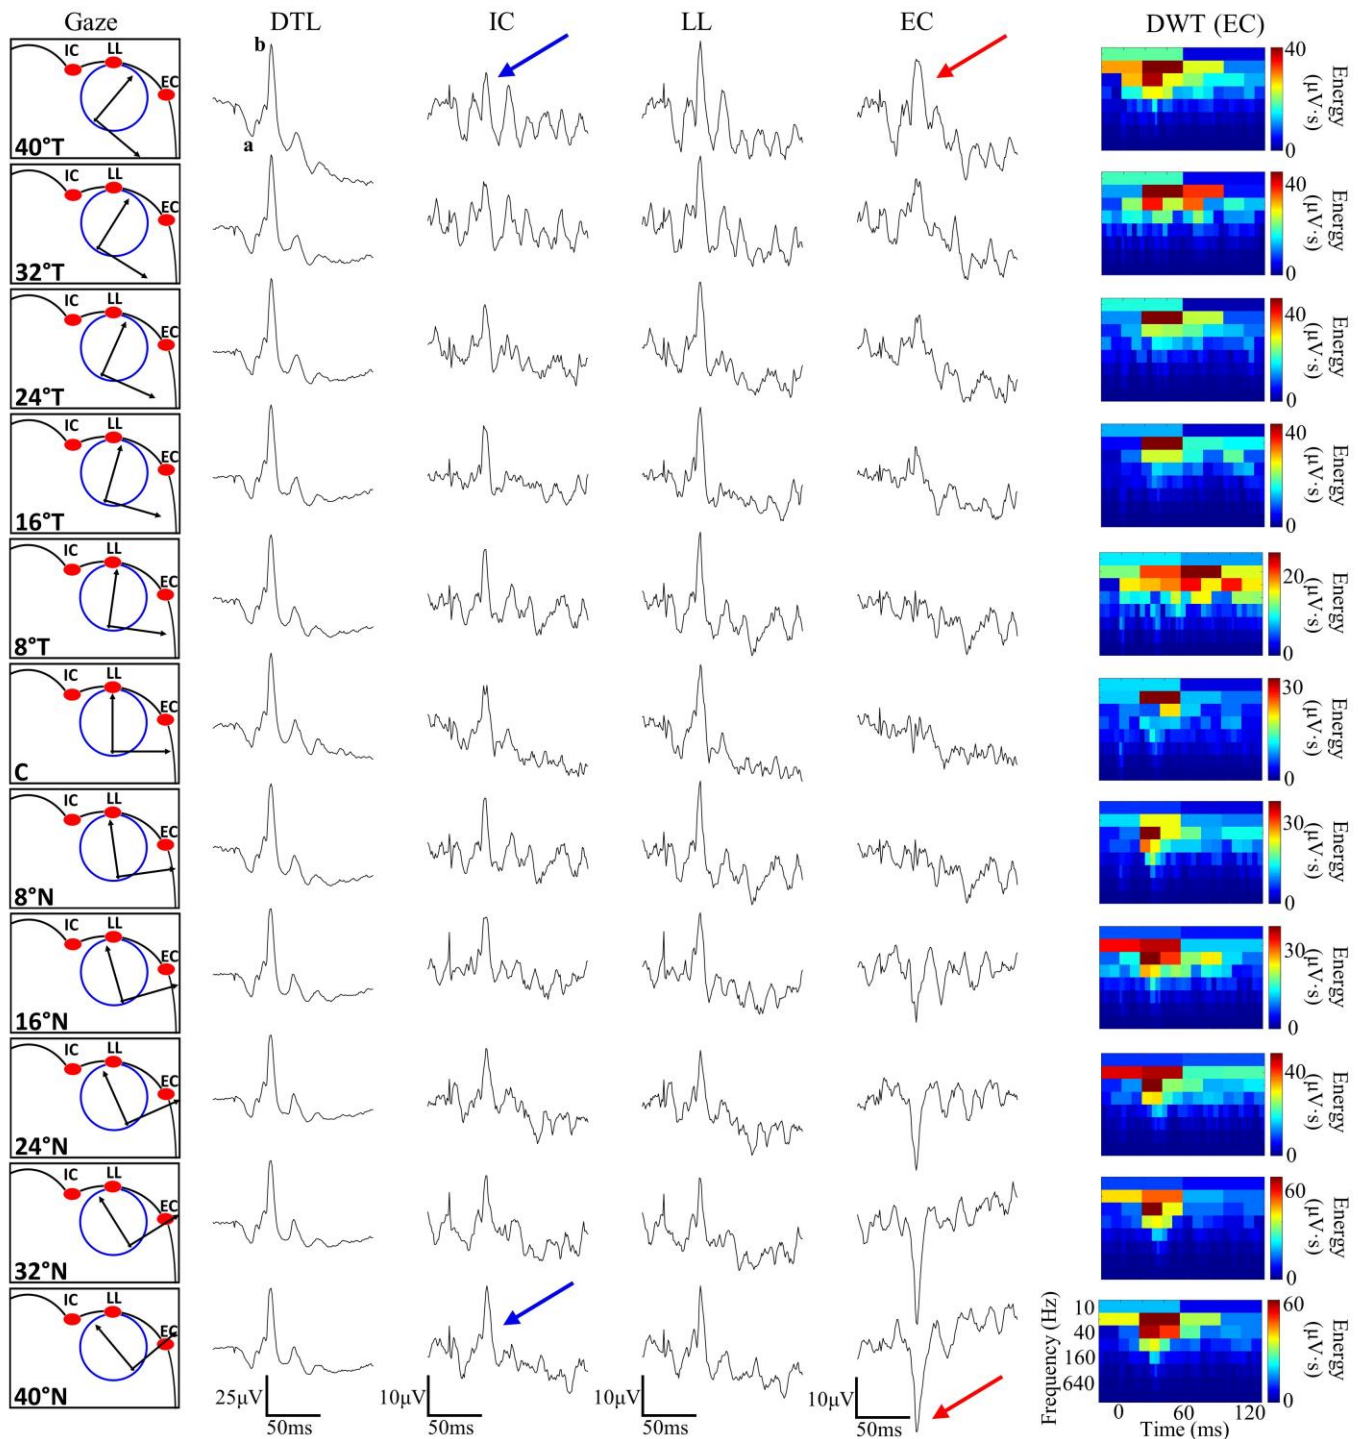 Gaze DTL IC LL EC DWT (EC)
IC LL EC
40°T
b
a
40
0
Energy
(µV·s)
IC LL EC
32°T
40
0
Energy
(µV·s)
IC LL EC
24°T
40
0
Energy
(µV·s)
IC LL EC
16°T
40
0
Energy
(µV·s)
IC LL EC
8°T
20
0
Energy
(µV·s)
IC LL EC
C
30
0
Energy
(µV·s)
IC LL EC
8°N
30
0
Energy
(µV·s)
IC LL EC
16°N
30
0
Energy
(µV·s)
IC LL EC
24°N
40
0
Energy
(µV·s)
IC LL EC
32°N
60
0
Energy
(µV·s)
IC LL EC
40°N
25µV
50ms
10µV
50ms
10µV
50ms
10µV
50ms
Frequency (Hz)
10
40
160
640
0 60 120
Time (ms)
60
0
Energy
(µV·s)